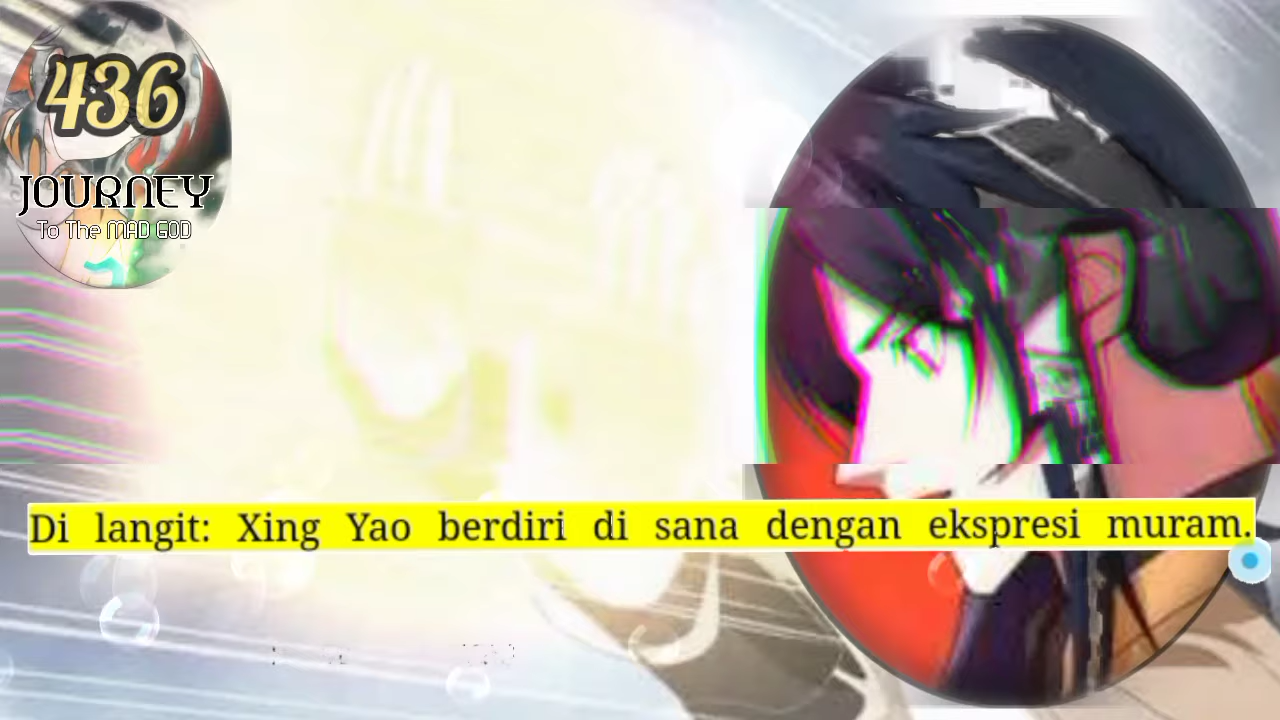 436
JOURNEY
To The MAD GOD
Di langit: Xing Yao berdiri di sana dengan ekspresi muram.